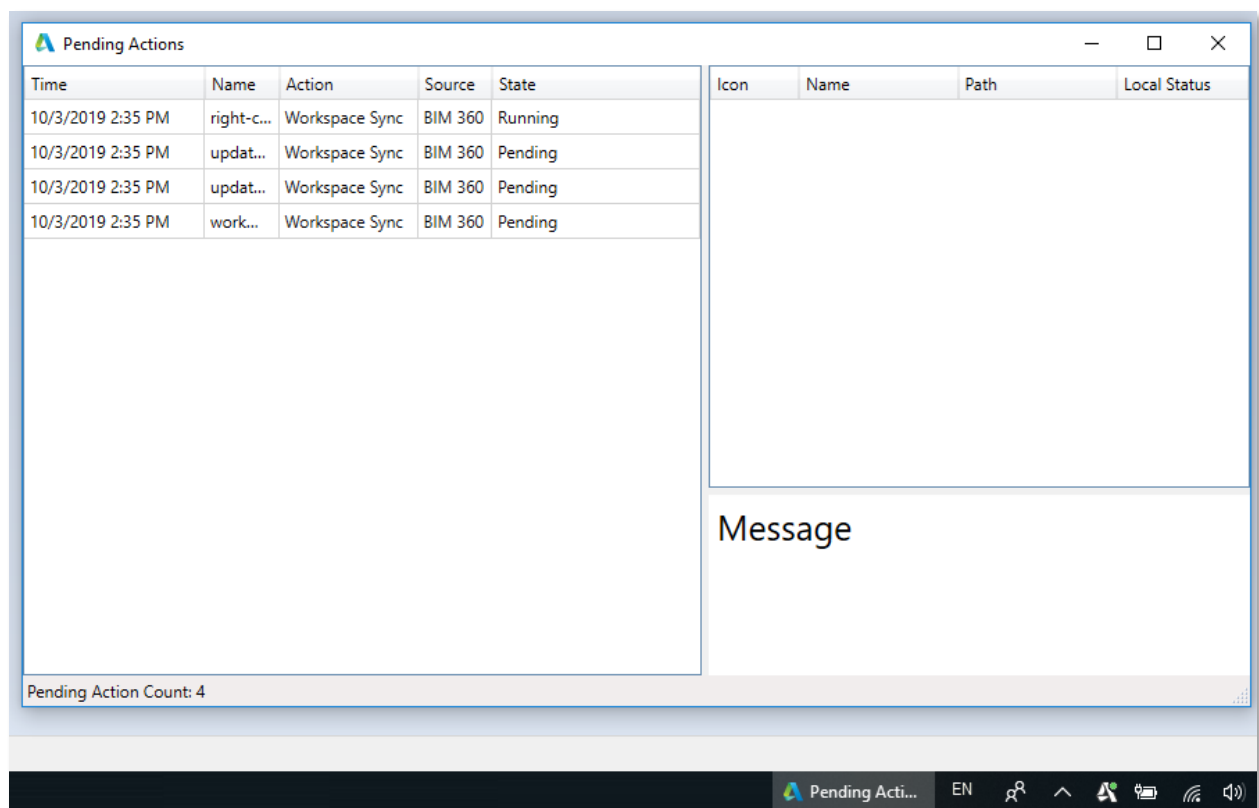 Pending Actions
Time Name Action Source State
10/3/2019 2:35 PM right-c... Workspace Sync BIM 360 Running
10/3/2019 2:35 PM updat... Workspace Sync BIM 360 Pending
10/3/2019 2:35 PM updat... Workspace Sync BIM 360 Pending
10/3/2019 2:35 PM work... Workspace Sync BIM 360 Pending
Icon Name Path Local Status
Message
Pending Action Count: 4
Pending Acti... EN